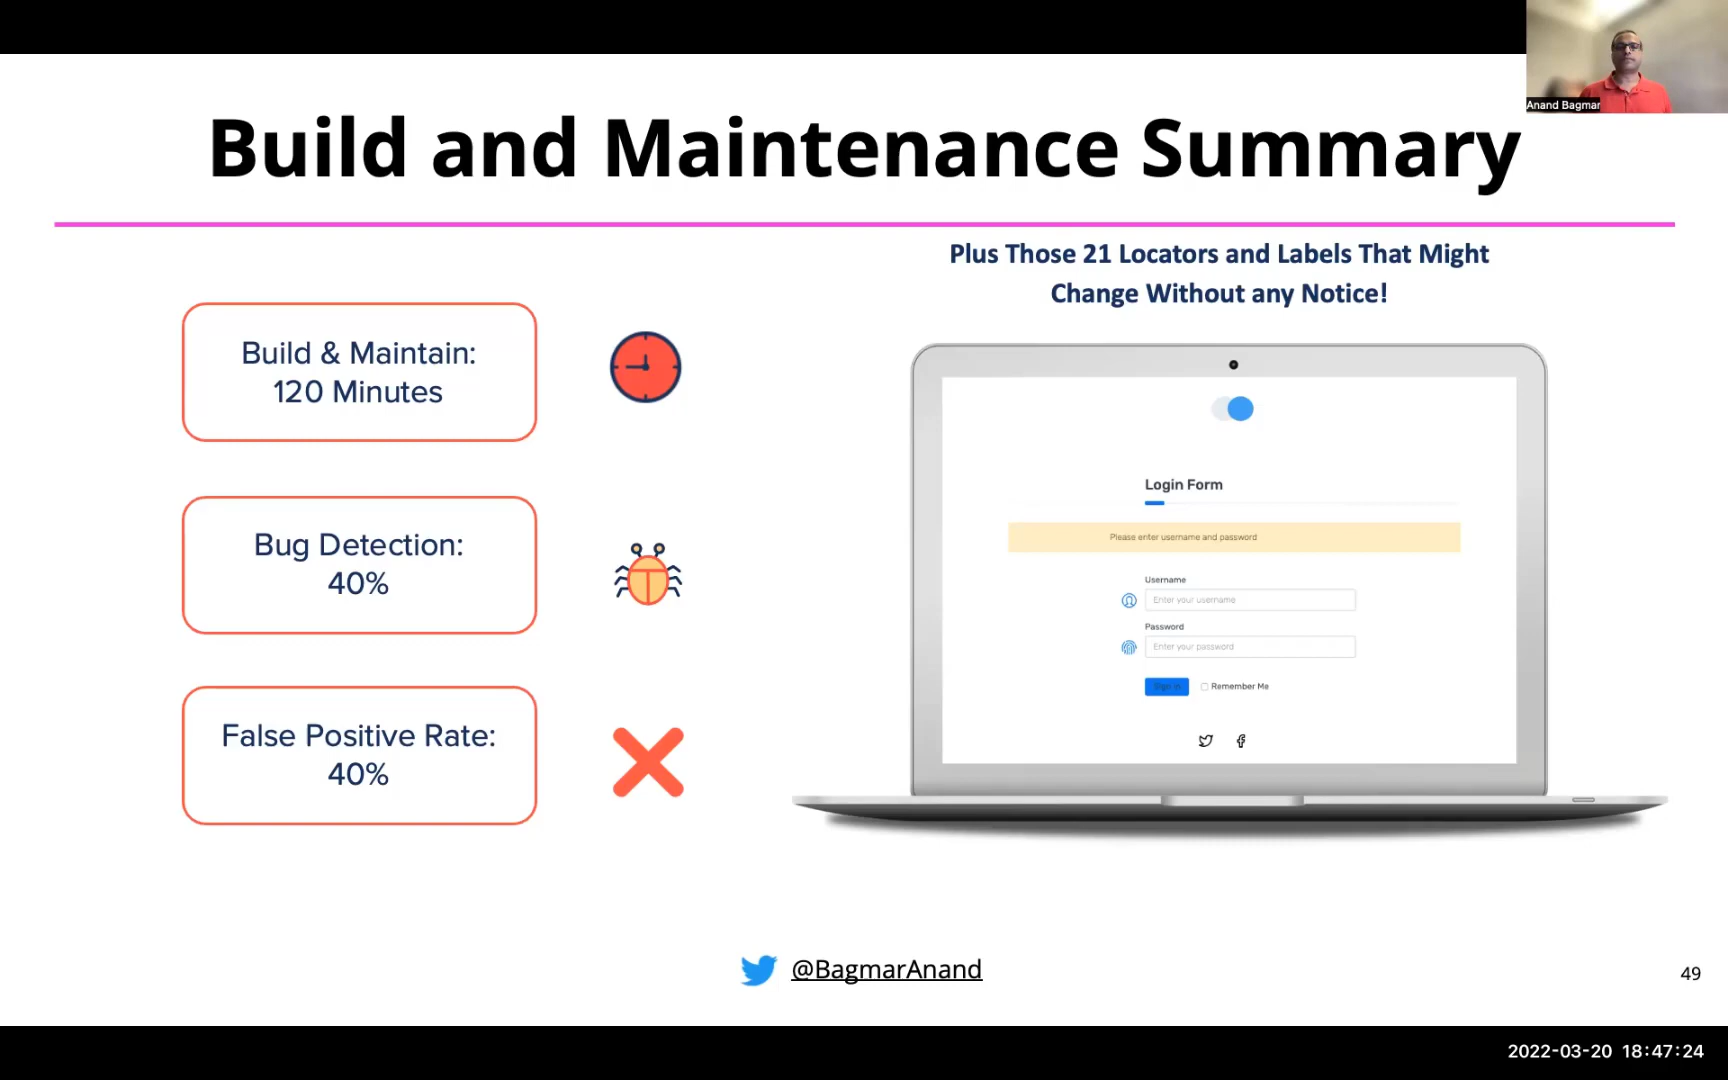 Anand Bagmar
Build and Maintenance Summary
Plus Those 21 Locators and Labels That Might
Change Without any Notice!
Build & Maintain:
120 Minutes
Bug Detection:
40%
False Positive Rate:
40%
Login Form
Please enter username and password
Username
Enter your username
Password
Enter your password
Sign in
Remember Me
@BagmarAnand
49
2022-03-20 18:47:24